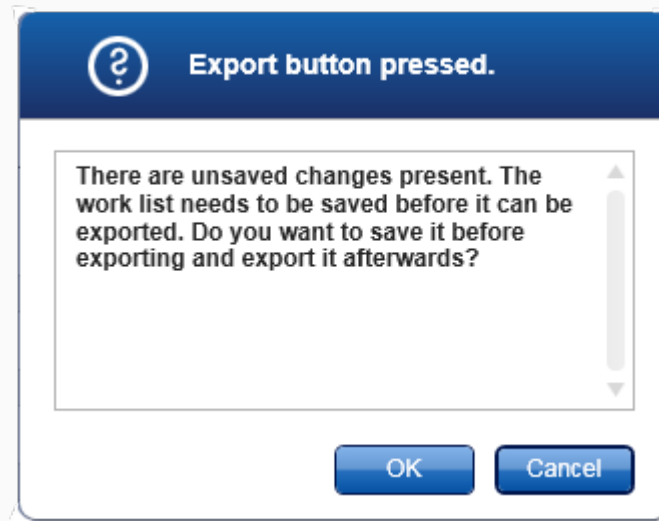 Export button pressed.
There are unsaved changes present. The
work list needs to be saved before it can be
exported. Do you want to save it before
exporting and export it afterwards?
OK
Cancel